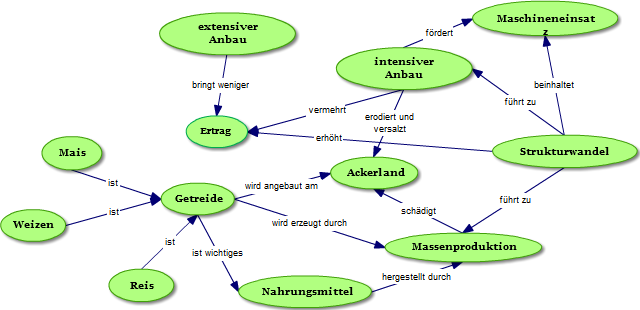 extensiver
Anbau
fördert
Maschineneinsat
z
intensiver
Anbau
bringt weniger
beinhaltet
führt zu
vermehrt
erodiert und
versalzt
Ertrag
erhöht
Strukturwandel
Mais
ist
wird angebaut am
Ackerland
führt zu
Getreide
schädigt
Weizen
ist
wird erzeugt durch
ist
ist wichtiges
Massenproduktion
hergestellt durch
Reis
Nahrungsmittel